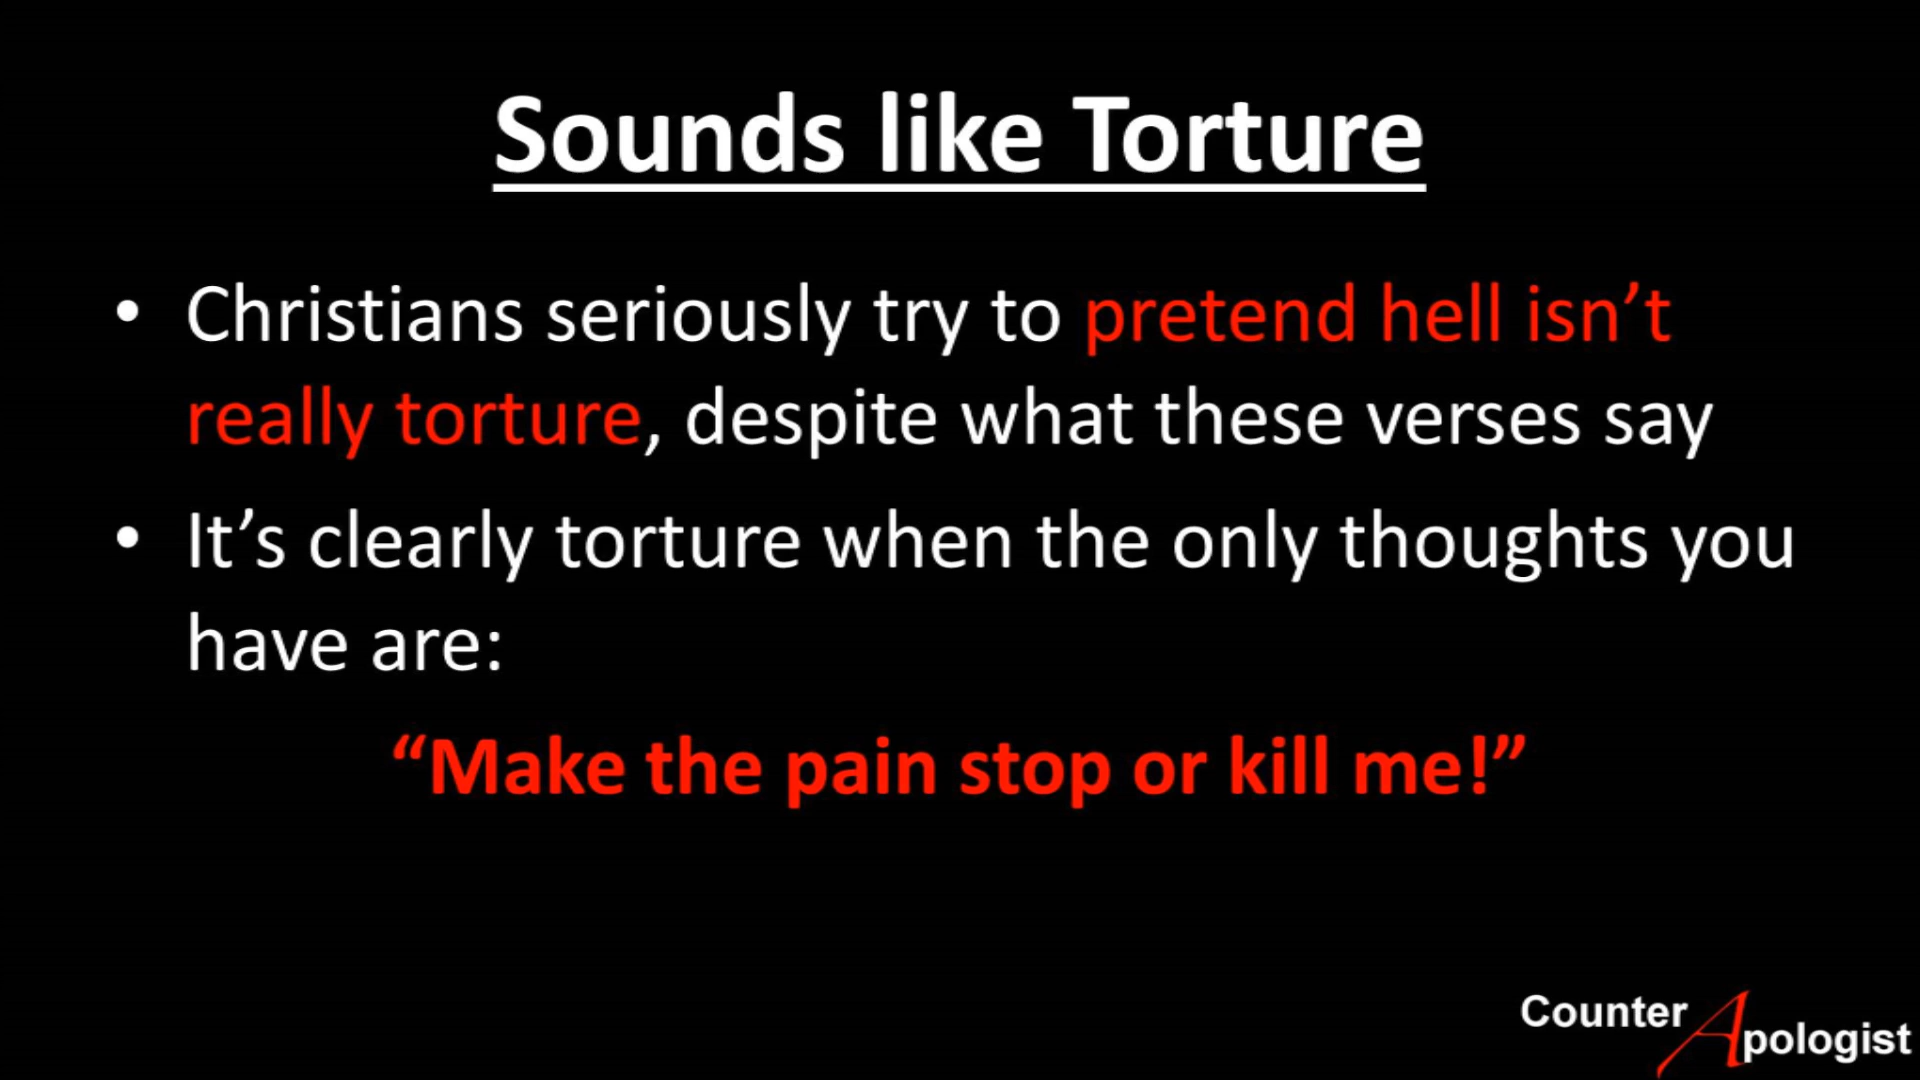 Sounds like Torture
• Christians seriously try to pretend hell isn’t
really torture, despite what these verses say
• It’s clearly torture when the only thoughts you
have are:
“Make the pain stop or kill me!”
Counter
Apologist